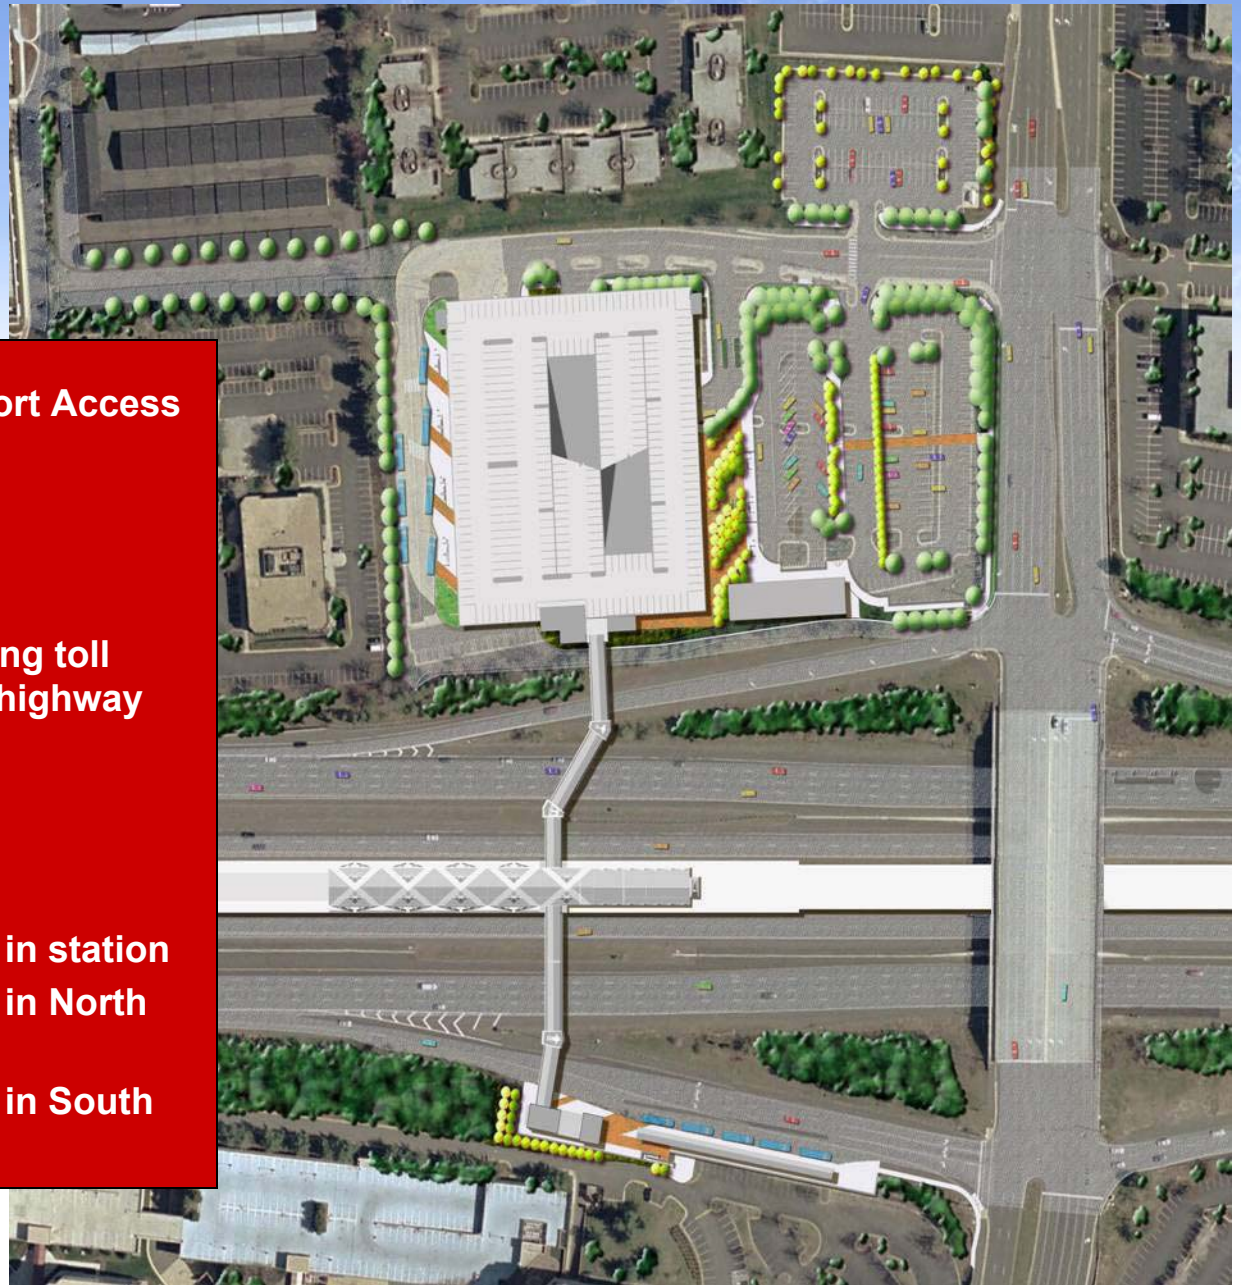 ort Access
ng toll
highway
in station
in North
in South